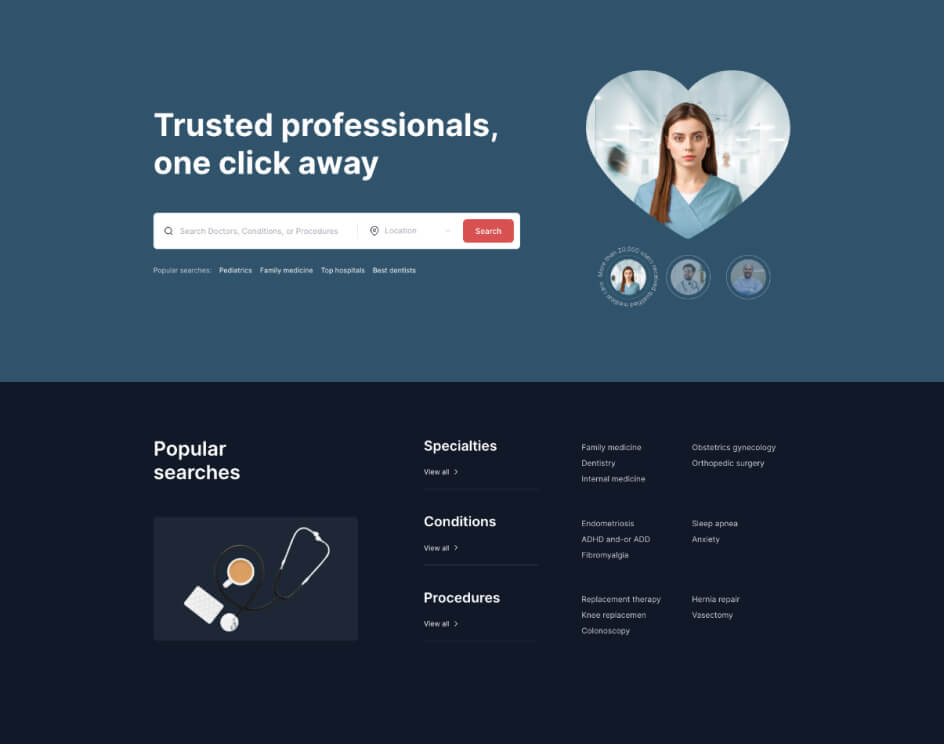 Trusted professionals,
one click away
Search Doctors, Conditions, or Procedures
Location
Search
Popular searches: Pediatrics Family medicine Top hospitals Best dentists
More than 20,000 users received qualified medical care
Popular
searches
Specialties
View all
Family medicine
Dentistry
Internal medicine
Obstetrics gynecology
Orthopedic surgery
Conditions
View all
Endometriosis
ADHD and-or ADD
Fibromyalgia
Sleep apnea
Anxiety
Procedures
View all
Replacement therapy
Knee replacemen
Colonoscopy
Hernia repair
Vasectomy